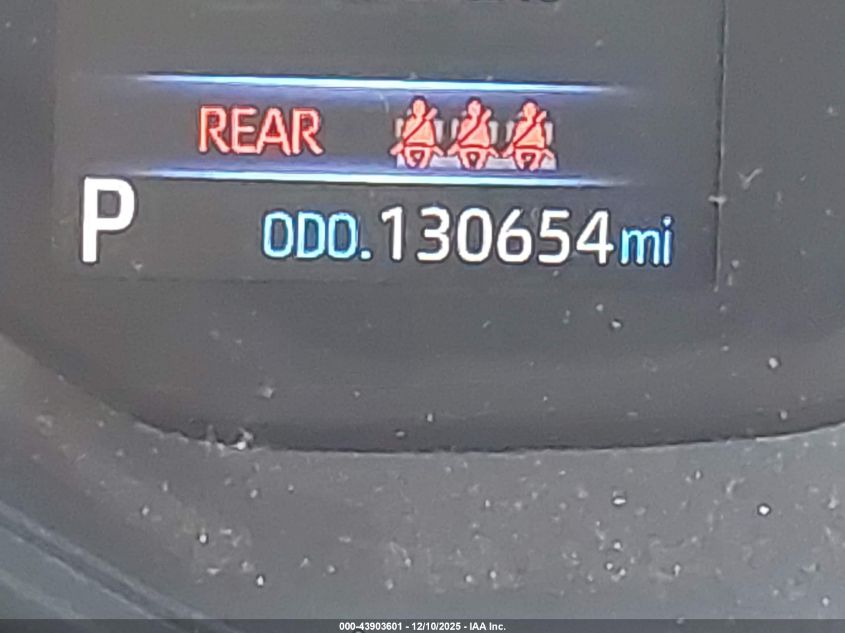 REAR
P ODO.130654mi
000-43903601 - 12/10/2025 - IAA Inc.